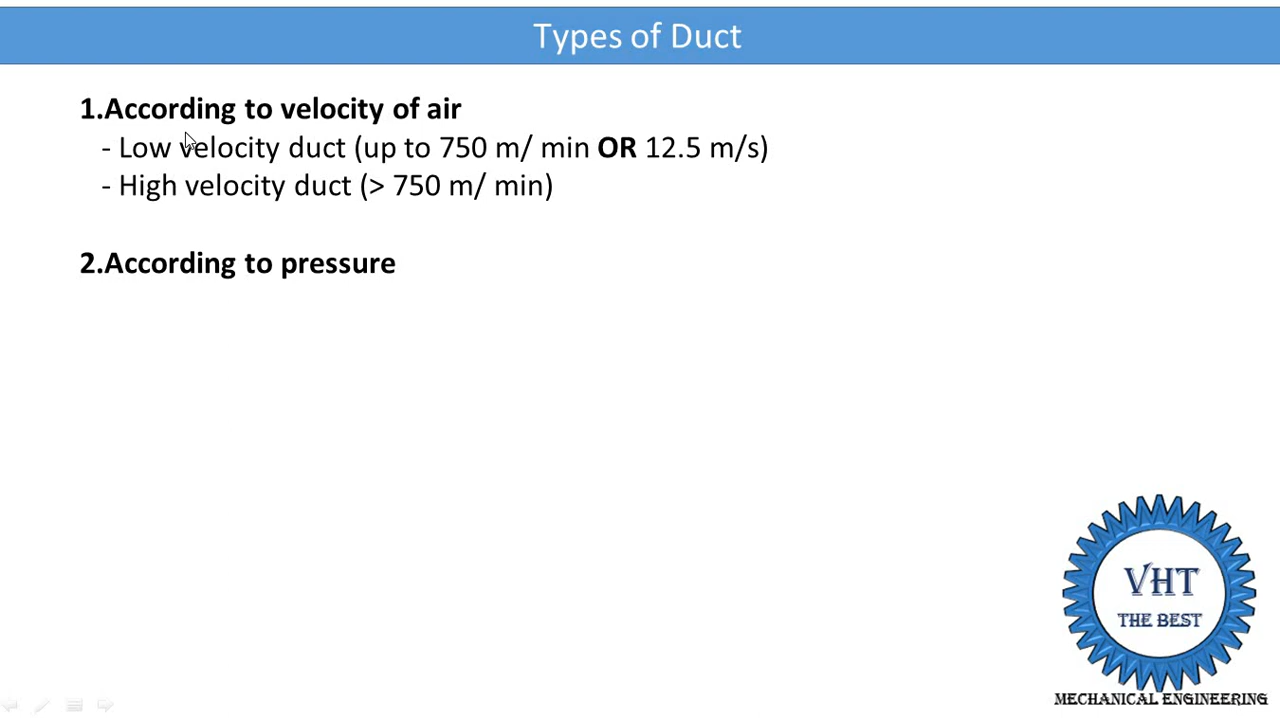 Types of Duct
1.According to velocity of air
- Low velocity duct (up to 750 m/ min OR 12.5 m/s)
- High velocity duct (> 750 m/ min)
2.According to pressure
VHT
THE BEST
MECHANICAL ENGINEERING